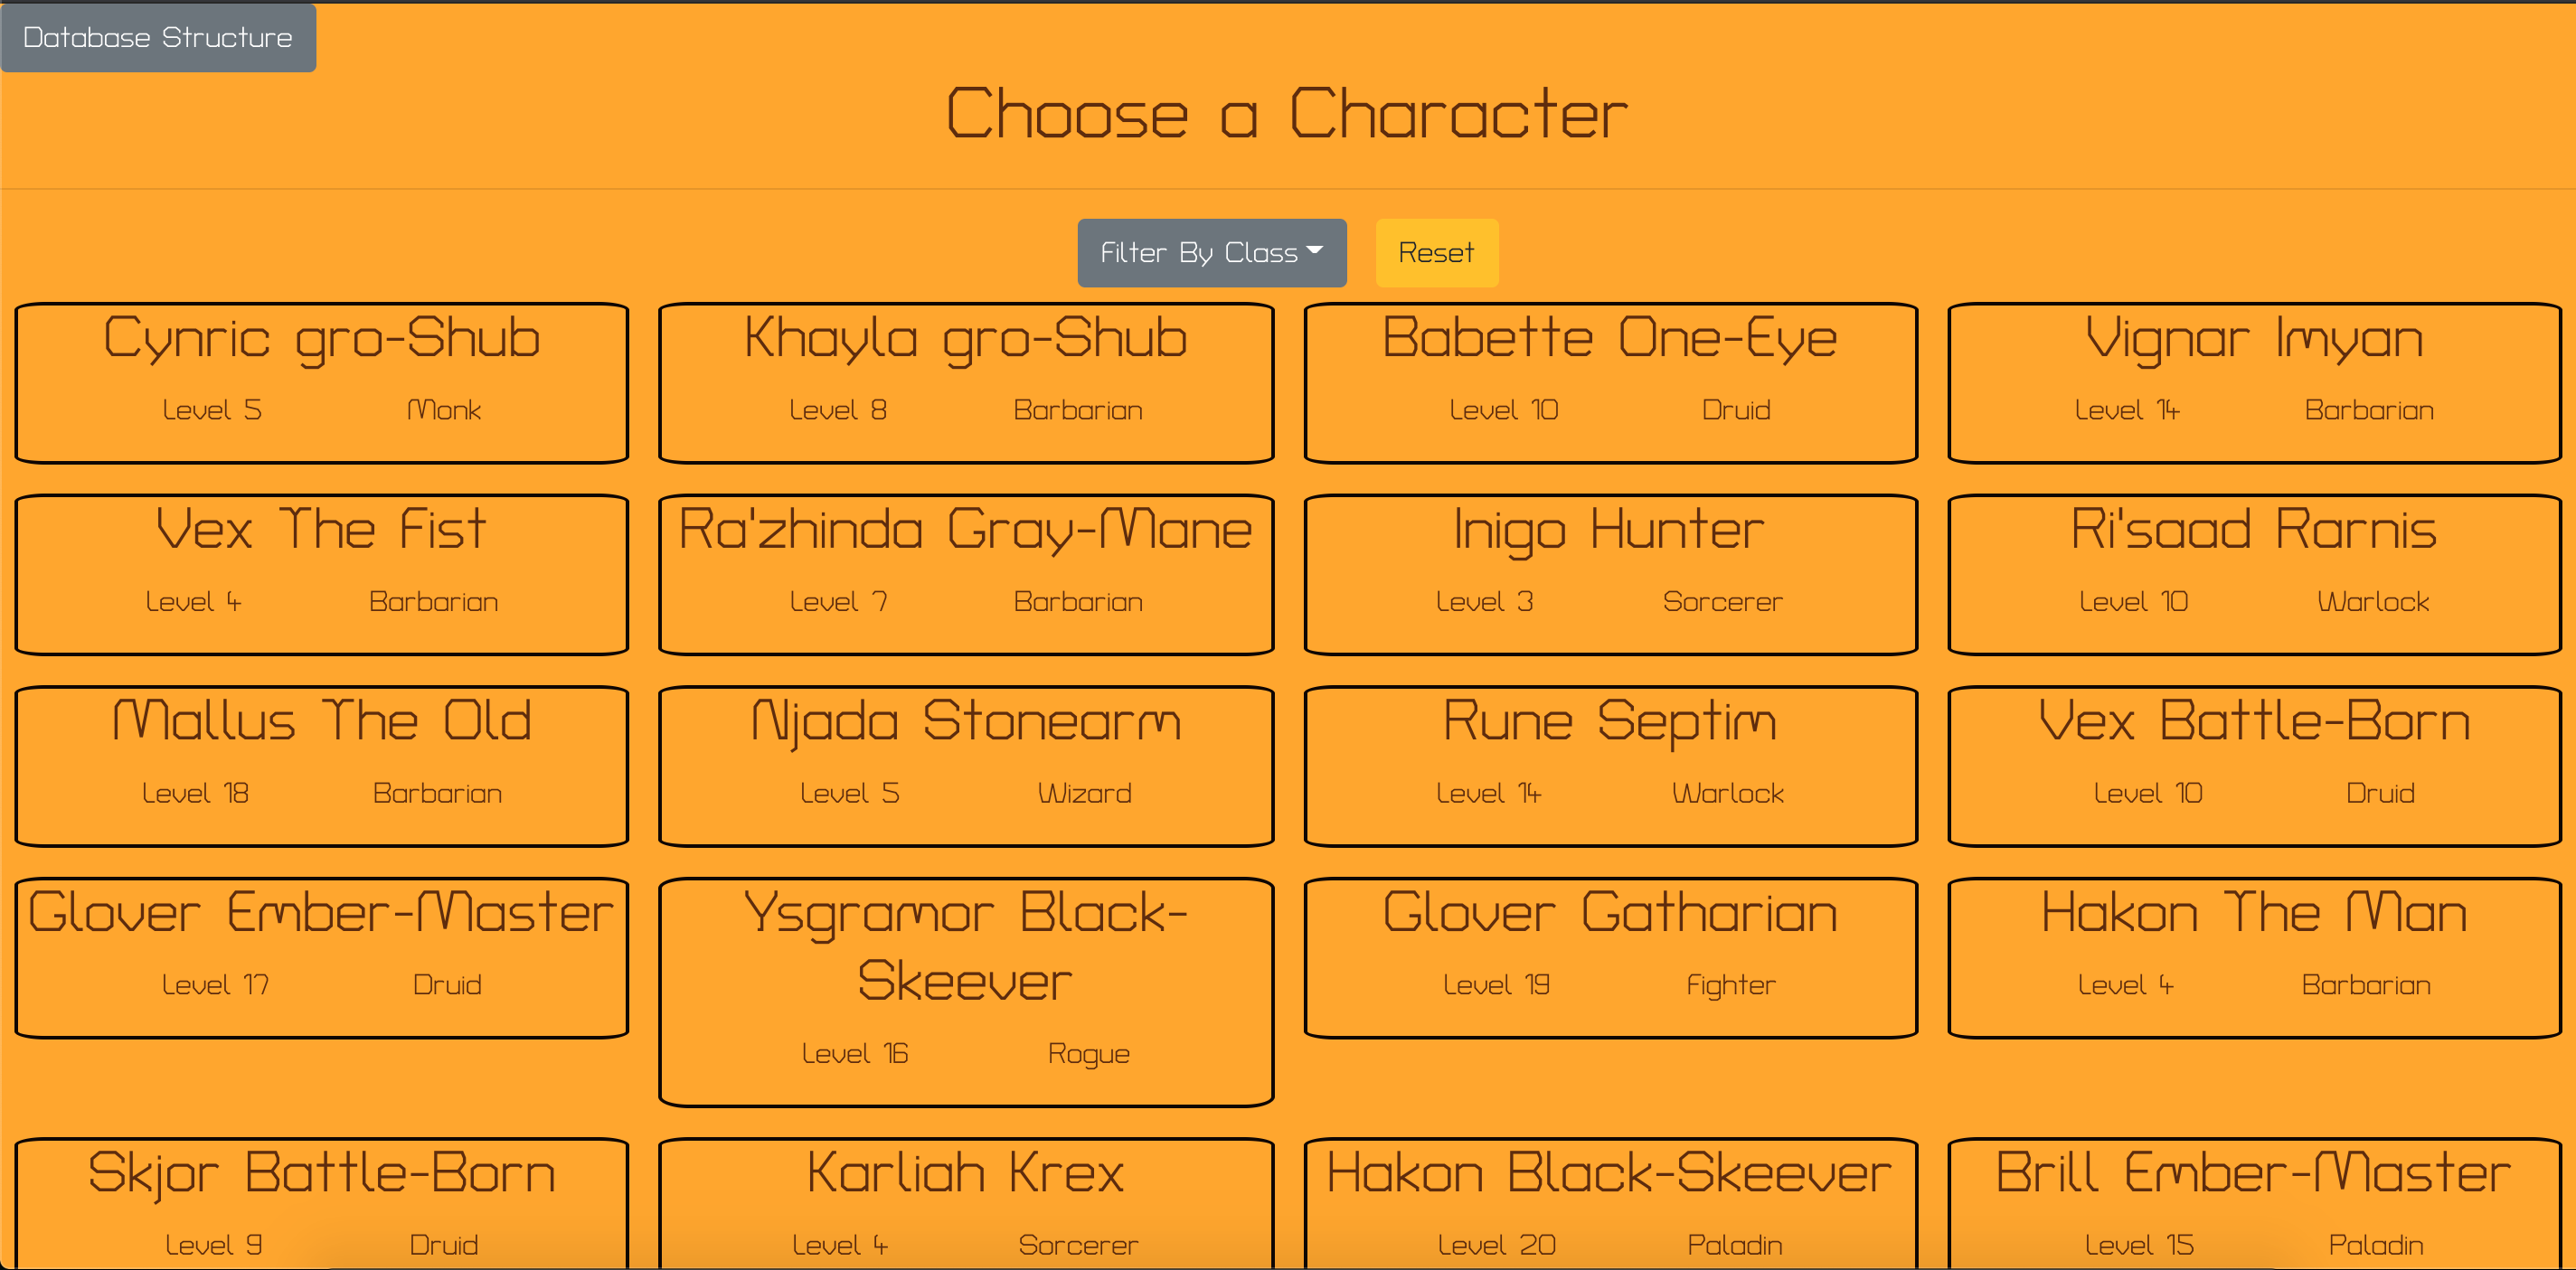 Database Structure
Choose a Character
Filter By Class
Reset
Cynric gro-Shub
Level 5 Monk
Khayla gro-Shub
Level 8 Barbarian
Babette One-Eye
Level 10 Druid
Vignar Imyan
Level 14 Barbarian
Vex The Fist
Level 4 Barbarian
Ra'zhinda Gray-Mane
Level 7 Barbarian
Inigo Hunter
Level 3 Sorcerer
Ri'saad Rarnis
Level 10 Warlock
Mallus The Old
Level 18 Barbarian
Njada Stonearm
Level 5 Wizard
Rune Septim
Level 14 Warlock
Vex Battle-Born
Level 10 Druid
Glover Ember-Master
Level 17 Druid
Ysgramor Black-
Skeever
Level 16 Rogue
Glover Gatharian
Level 19 Fighter
Hakon The Man
Level 4 Barbarian
Skjor Battle-Born
Level 9 Druid
Karliah Krex
Level 4 Sorcerer
Hakon Black-Skeever
Level 20 Paladin
Brill Ember-Master
Level 15 Paladin